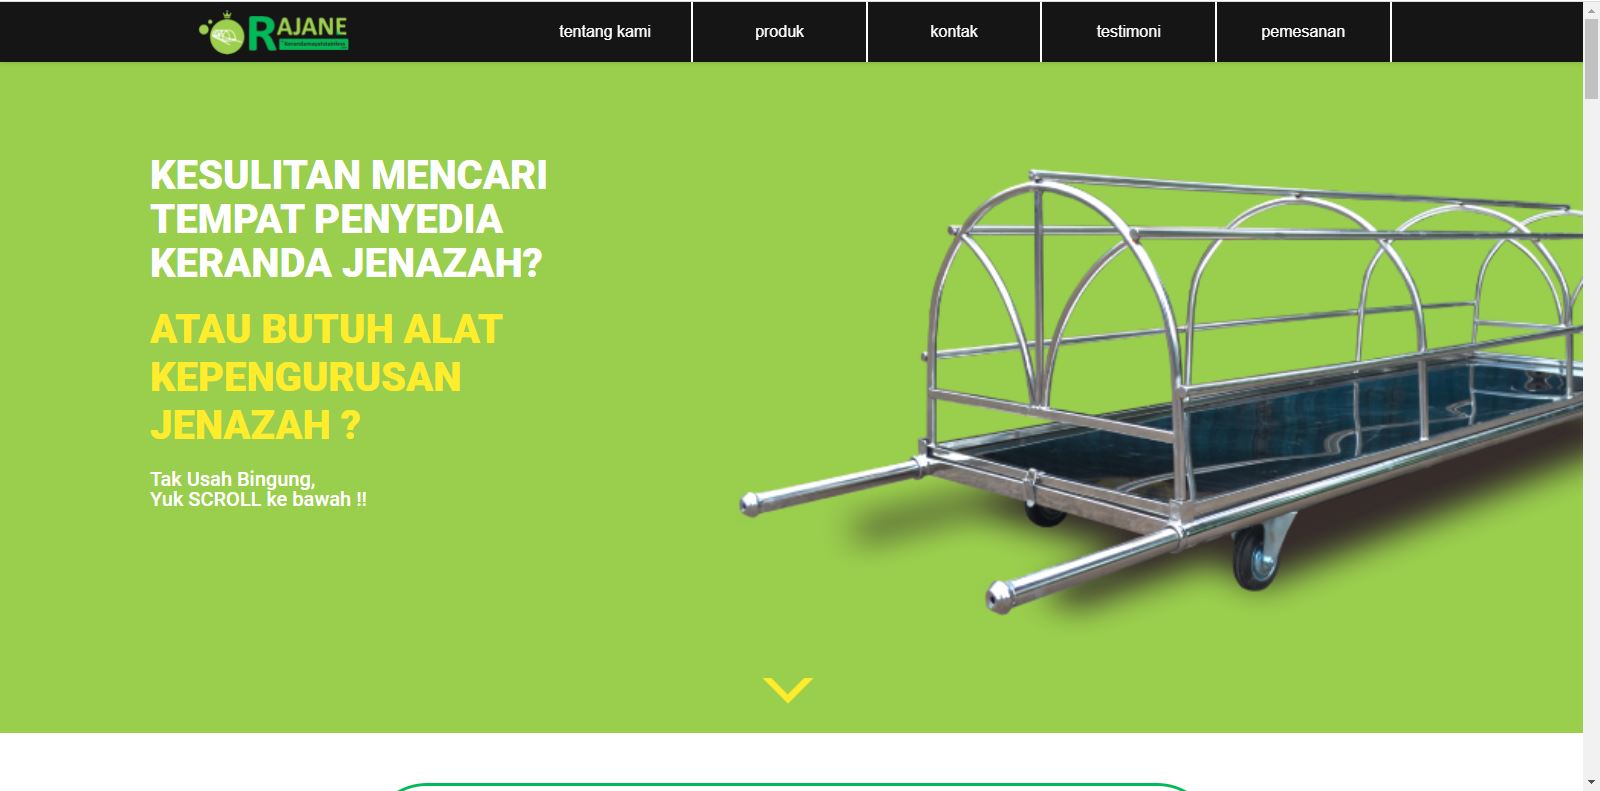 RAJANE
tentang kami
produk
kontak
testimoni
pemesanan
KESULITAN MENCARI
TEMPAT PENYEDIA
KERANDA JENAZAH?
ATAU BUTUH ALAT
KEPENGURUSAN
JENAZAH ?
Tak Usah Bingung,
Yuk SCROLL ke bawah !!